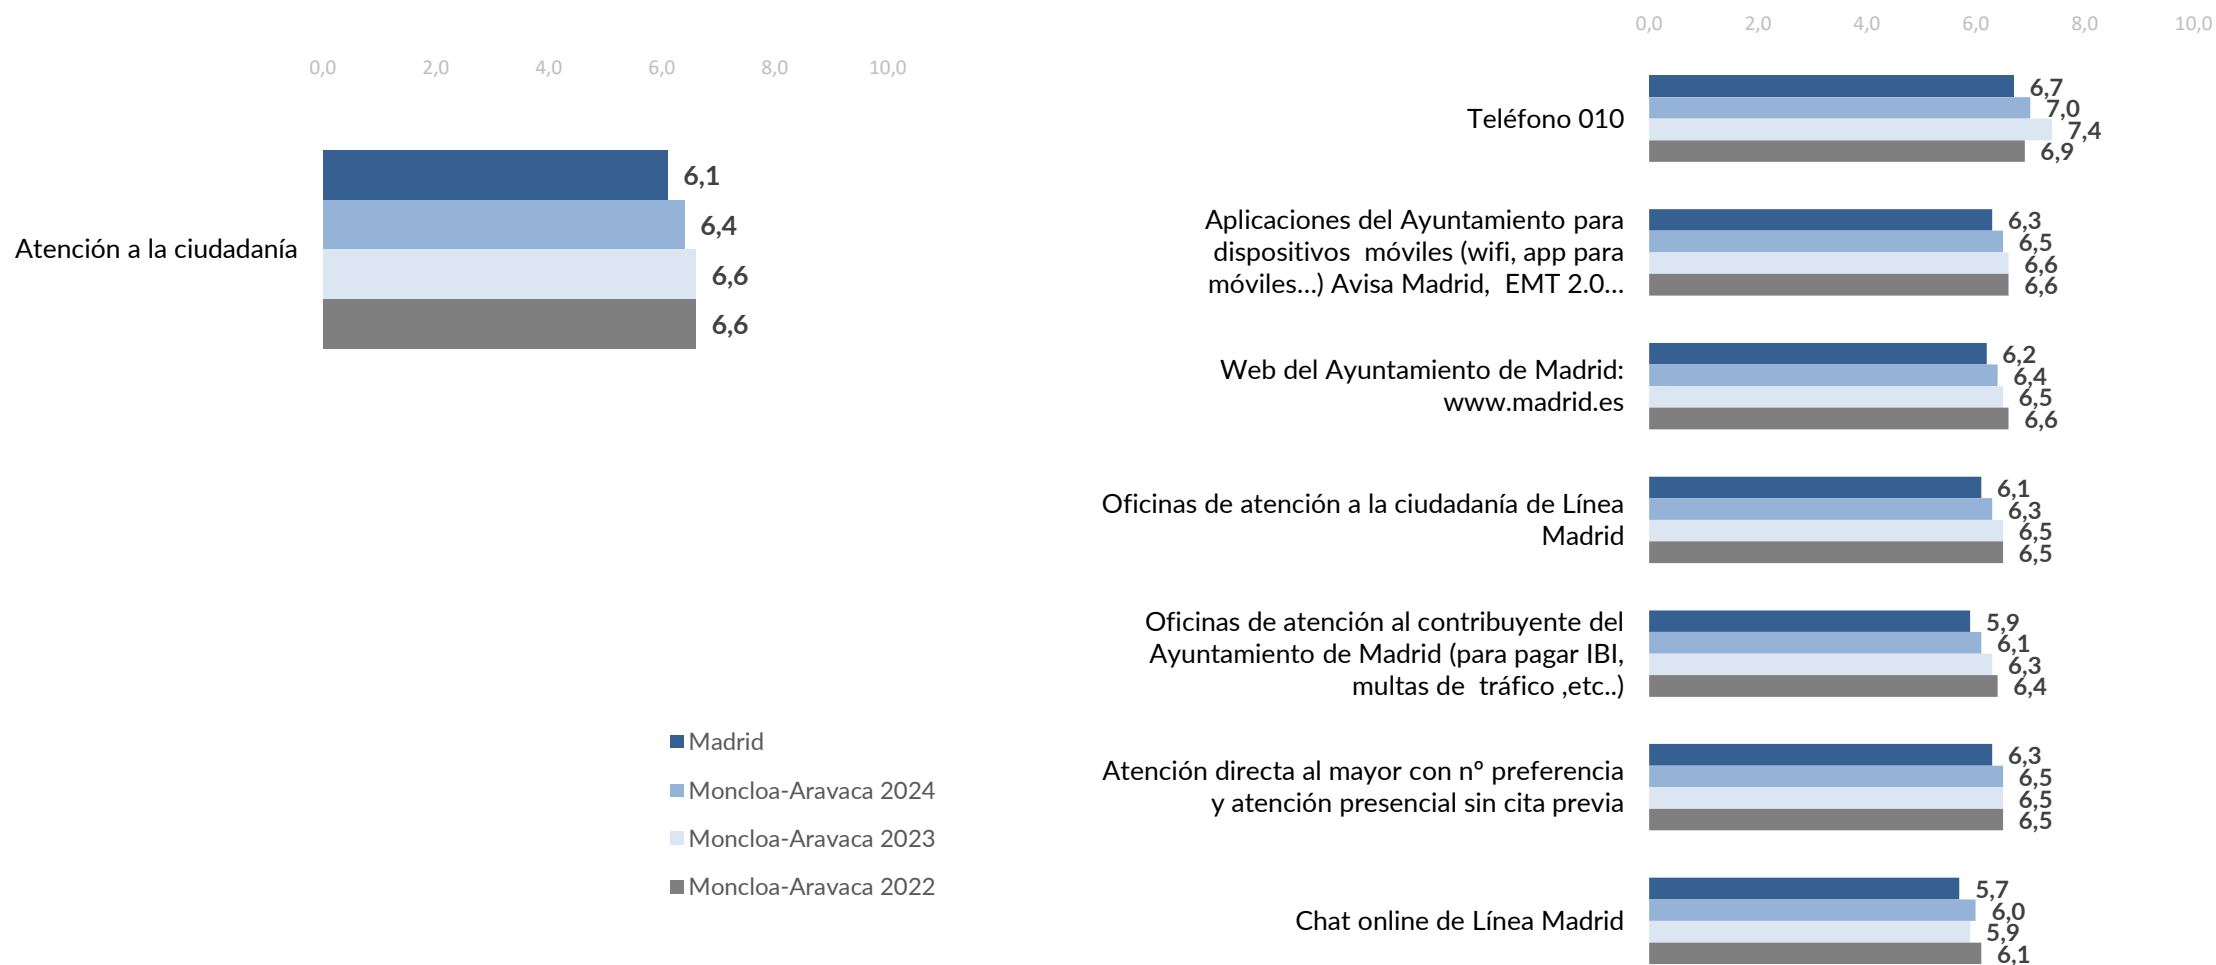 0,0 2,0 4,0 6,0 8,0 10,0
Atención a la ciudadanía
6,1
6,4
6,6
6,6
Madrid
Moncloa-Aravaca 2024
Moncloa-Aravaca 2023
Moncloa-Aravaca 2022
0,0 2,0 4,0 6,0 8,0 10,0
Teléfono 010
6,7
7,0
7,4
6,9
Aplicaciones del Ayuntamiento para
dispositivos  móviles (wifi, app para
móviles...) Avisa Madrid,  EMT 2.0...
6,3
6,5
6,6
6,6
Web del Ayuntamiento de Madrid:
www.madrid.es
6,2
6,4
6,5
6,6
Oficinas de atención a la ciudadanía de Línea
Madrid
6,1
6,3
6,5
6,5
Oficinas de atención al contribuyente del
Ayuntamiento de Madrid (para pagar IBI,
multas de  tráfico ,etc..)
5,9
6,1
6,3
6,4
Atención directa al mayor con nº preferencia
y atención presencial sin cita previa
6,3
6,5
6,5
6,5
Chat online de Línea Madrid
5,7
6,0
5,9
6,1